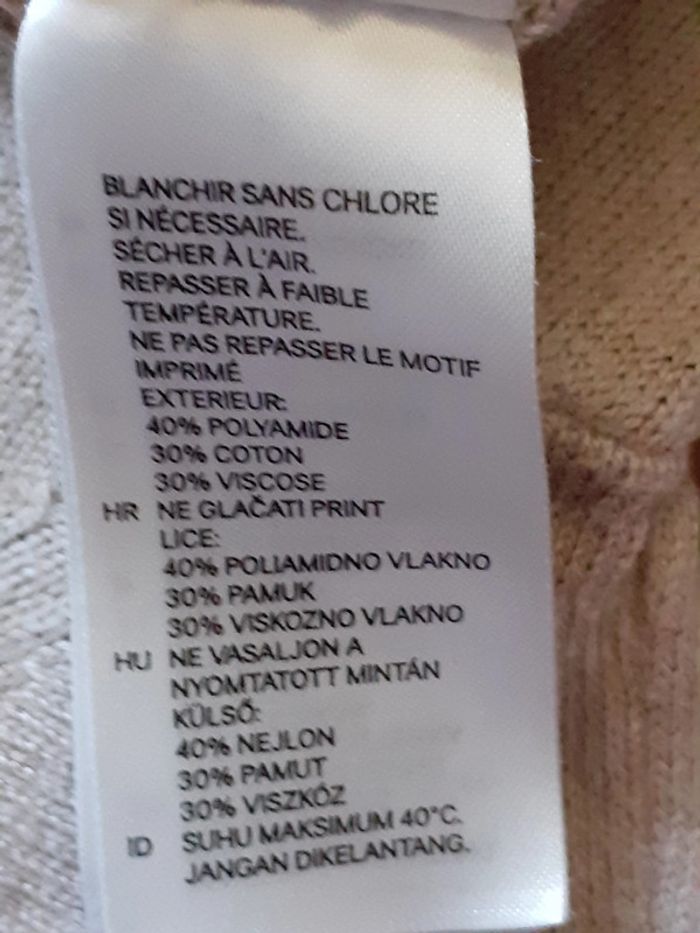 BLANCHIR SANS CHLORE
SI NÉCESSAIRE.
SÉCHER À L'AIR.
REPASSER À FAIBLE
TEMPÉRATURE.
NE PAS REPASSER LE MOTIF
IMPRIMÉ
EXTERIEUR:
40% POLYAMIDE
30% COTON
30% VISCOSE
HR NE GLAČATI PRINT
LICE:
40% POLIAMIDNO VLAKNO
30% PAMUK
30% VISKOZNO VLAKNO
HU NE VASALJON A
NYOMTATOTT MINTÁN
KÜLSŐ:
40% NEJLON
30% PAMUT
30% VISZKÓZ
ID SUHU MAKSIMUM 40°C.
JANGAN DIKELANTANG.